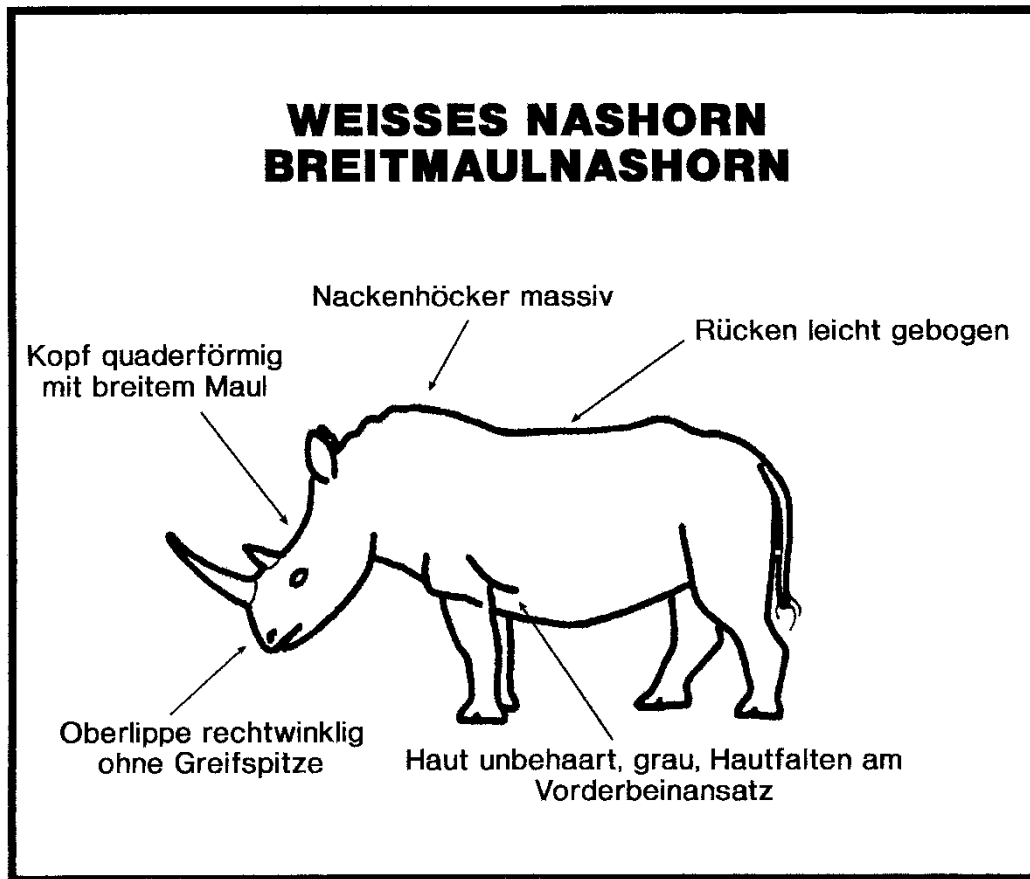 WEISSES NASHORN
BREITMAULNASHORN
Nackenhöcker massiv
Rücken leicht gebogen
Kopf quaderförmig
mit breitem Maul
Oberlippe rechtwinklig
ohne Greifspitze
Haut unbehaart, grau, Hautfalten am
Vorderbeinansatz